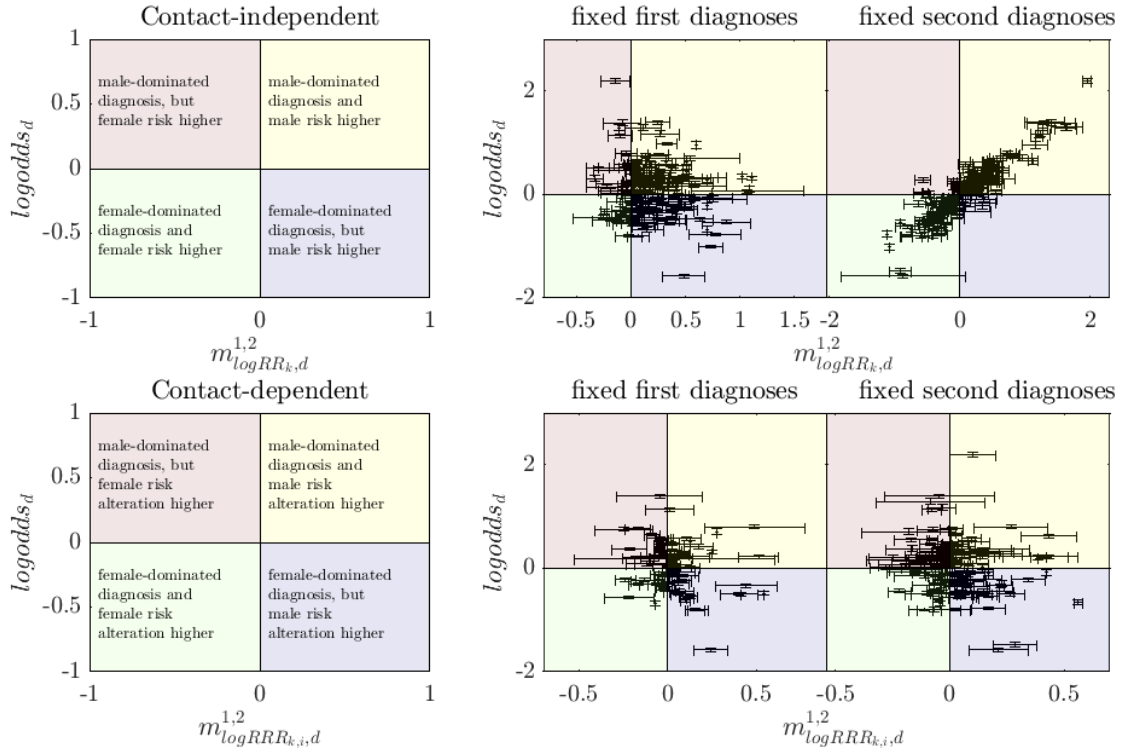 Contact-independent
fixed first diagnoses
fixed second diagnoses
1
0.5
0
-0.5
-1
logodds_d
male-dominated
diagnosis, but
female risk higher
male-dominated
diagnosis and
male risk higher
female-dominated
diagnosis and
female risk higher
female-dominated
diagnosis, but
male risk higher
-1 0 1
m^{1,2}_{logRR_k,d}
logodds_d
2
0
-2
-0.5 0 0.5 1 1.5 -2 0 2
m^{1,2}_{logRR_k,d}
Contact-dependent
fixed first diagnoses
fixed second diagnoses
1
0.5
0
-0.5
-1
logodds_d
male-dominated
diagnosis, but
female risk
alteration higher
male-dominated
diagnosis and
male risk
alteration higher
female-dominated
diagnosis and
female risk
alteration higher
female-dominated
diagnosis, but
male risk
alteration higher
-1 0 1
m^{1,2}_{logRRR_{k,i},d}
logodds_d
2
0
-2
-0.5 0 0.5 -0.5 0 0.5
m^{1,2}_{logRRR_{k,i},d}